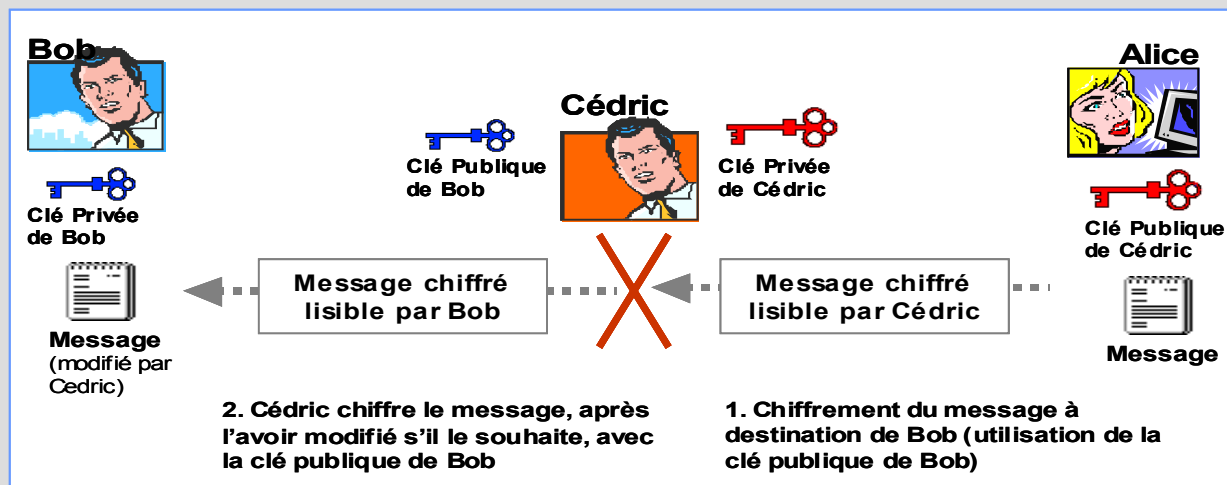 Bob
Alice
Cédric
Clé Publique
de Bob
Clé Privée
de Cédric
Clé Privée
de Bob
Clé Publique
de Cédric
Message chiffré
lisible par Bob
Message chiffré
lisible par Cédric
Message
(modifié par
Cedric)
Message
2. Cédric chiffre le message, après
l'avoir modifié s'il le souhaite, avec
la clé publique de Bob
1. Chiffrement du message à
destination de Bob (utilisation de la
clé publique de Bob)